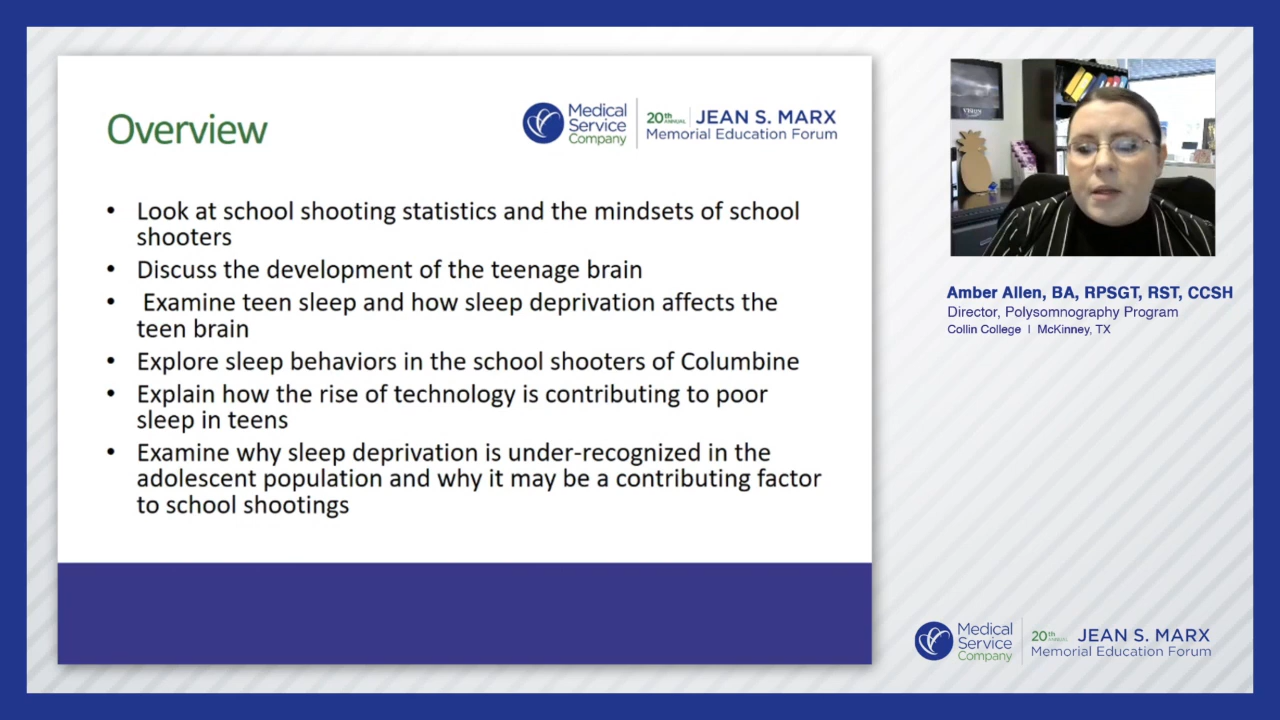 Overview
Medical
Service
Company
20th ANNUAL JEAN S. MARX
Memorial Education Forum
• Look at school shooting statistics and the mindsets of school
shooters
• Discuss the development of the teenage brain
• Examine teen sleep and how sleep deprivation affects the
teen brain
• Explore sleep behaviors in the school shooters of Columbine
• Explain how the rise of technology is contributing to poor
sleep in teens
• Examine why sleep deprivation is under-recognized in the
adolescent population and why it may be a contributing factor
to school shootings
Amber Allen, BA, RPSGT, RST, CCSH
Director, Polysomnography Program
Collin College | McKinney, TX
Medical
Service
Company
20th ANNUAL JEAN S. MARX
Memorial Education Forum